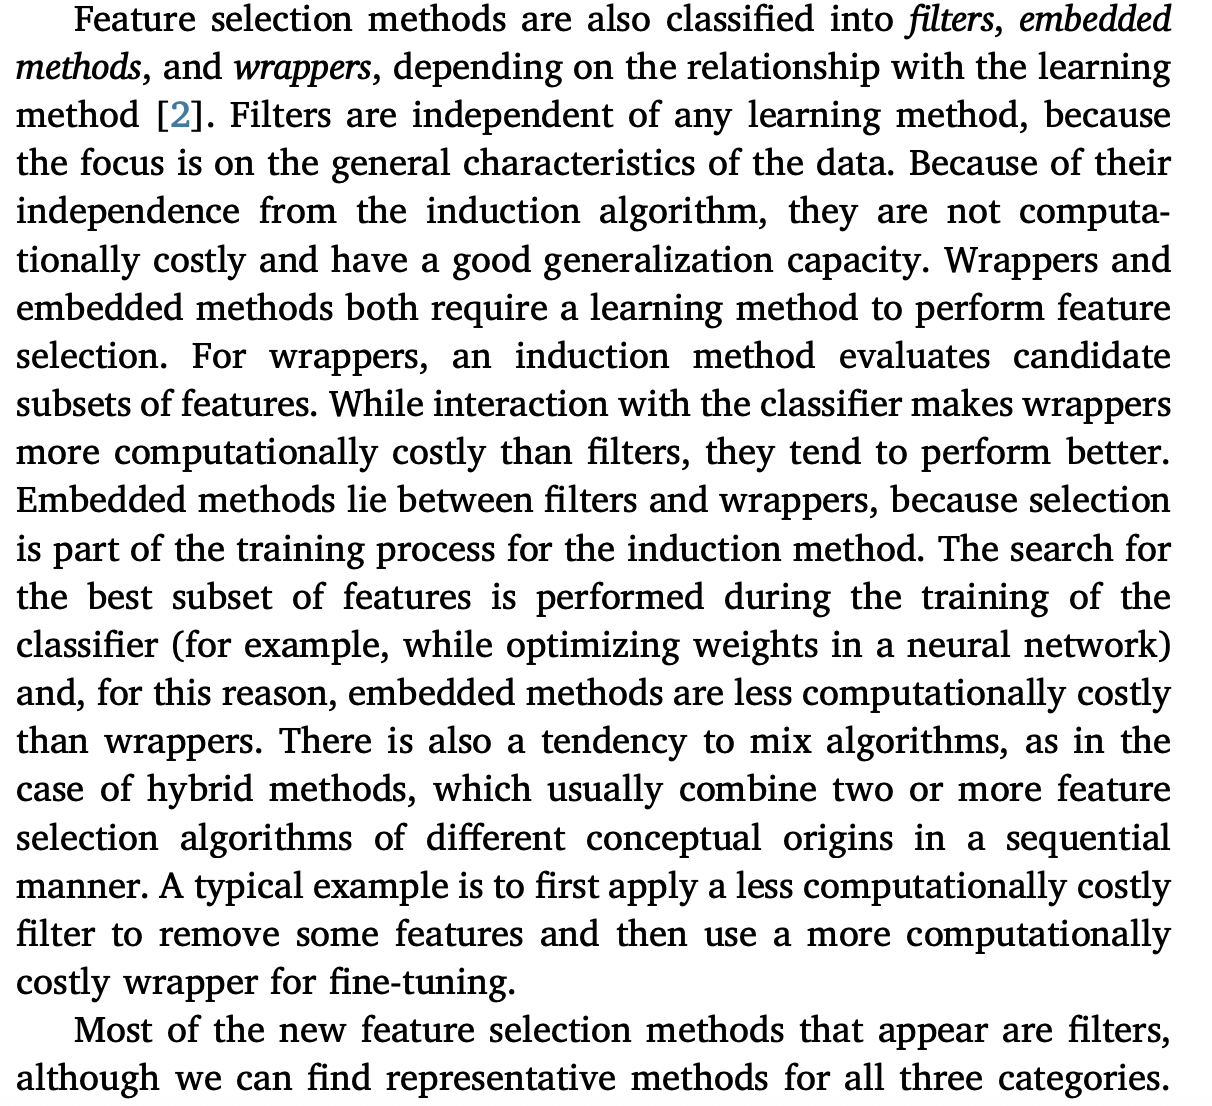 Feature selection methods are also classified into filters, embedded
methods, and wrappers, depending on the relationship with the learning
method [2]. Filters are independent of any learning method, because
the focus is on the general characteristics of the data. Because of their
independence from the induction algorithm, they are not computa-
tionally costly and have a good generalization capacity. Wrappers and
embedded methods both require a learning method to perform feature
selection. For wrappers, an induction method evaluates candidate
subsets of features. While interaction with the classifier makes wrappers
more computationally costly than filters, they tend to perform better.
Embedded methods lie between filters and wrappers, because selection
is part of the training process for the induction method. The search for
the best subset of features is performed during the training of the
classifier (for example, while optimizing weights in a neural network)
and, for this reason, embedded methods are less computationally costly
than wrappers. There is also a tendency to mix algorithms, as in the
case of hybrid methods, which usually combine two or more feature
selection algorithms of different conceptual origins in a sequential
manner. A typical example is to first apply a less computationally costly
filter to remove some features and then use a more computationally
costly wrapper for fine-tuning.
Most of the new feature selection methods that appear are filters,
although we can find representative methods for all three categories.